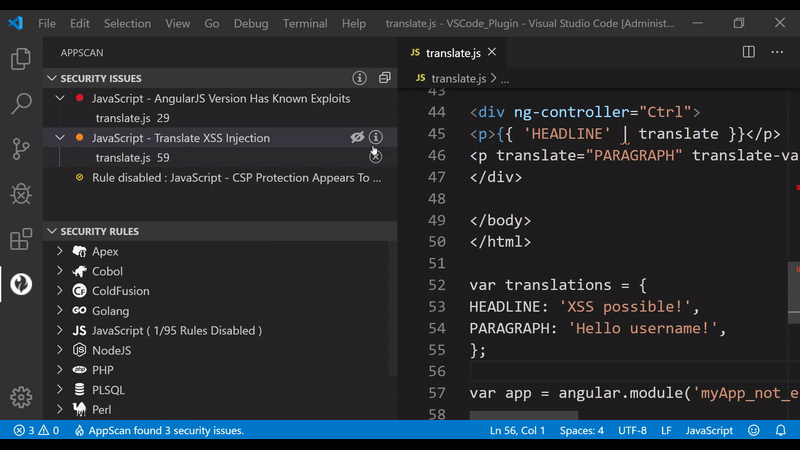 File Edit Selection View Go Debug Terminal Help translate.js - VSCode_Plugin - Visual Studio Code [Administ...
APPSCAN
SECURITY ISSUES
JavaScript - AngularJS Version Has Known Exploits
translate.js 29
JavaScript - Translate XSS Injection
translate.js 59
Rule disabled : JavaScript - CSP Protection Appears To ...
SECURITY RULES
Apex
Cobol
ColdFusion
Golang
JS JavaScript ( 1/95 Rules Disabled )
NodeJS
PHP
PLSQL
Perl
JS translate.js
JS translate.js > ...
43
44 <div ng-controller="Ctrl">
45 <p>{{ 'HEADLINE' | translate }}</p>
46 <p translate="PARAGRAPH" translate-va
47 </div>
48
49 </body>
50 </html>
51
52 var translations = {
53 HEADLINE: 'XSS possible!',
54 PARAGRAPH: 'Hello username!',
55 };
56
57 var app = angular.module('myApp_not_e
58
3 0 AppScan found 3 security issues. Ln 56, Col 1 Spaces: 4 UTF-8 LF JavaScript